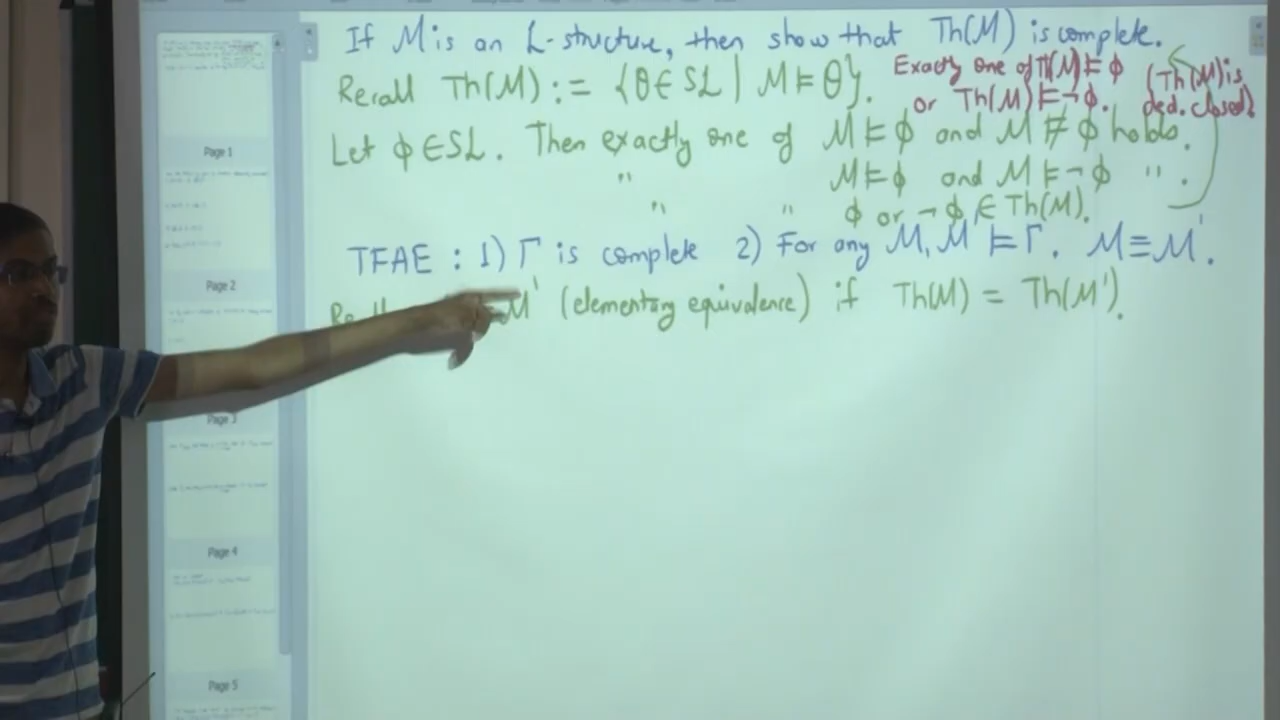 If M is an L-structure, then show that Th(M) is complete.
Recall Th(M) := {θ ∈ SL | M ⊨ θ}.
Exactly one of Th(M) ⊨ ϕ
or Th(M) ⊨ ¬ϕ.
(Th(M) is
ded. closed)
Let ϕ ∈ SL. Then exactly one of M ⊨ ϕ and M ⊭ ϕ holds.
" M ⊨ ϕ and M ⊨ ¬ϕ " .
" " ϕ or ¬ϕ ∈ Th(M).
TFAE : 1) Γ is complete 2) For any M, M' ⊨ Γ. M ≡ M'.
M' (elementary equivalence) if Th(M) = Th(M').
Page 1
Page 2
Page 3
Page 4
Page 5